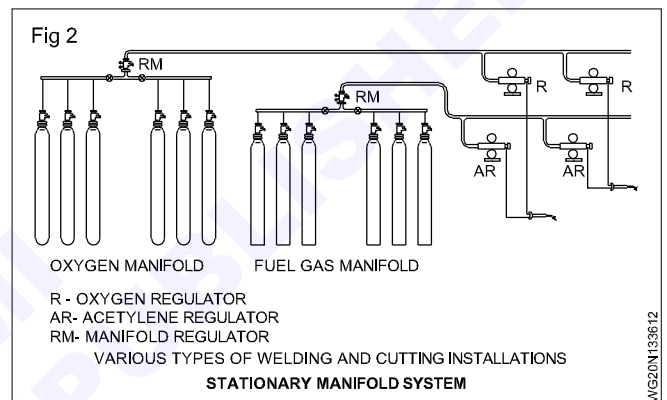 Fig 2
RM
R
R
RM
AR
AR
OXYGEN MANIFOLD
FUEL GAS MANIFOLD
R - OXYGEN REGULATOR
AR- ACETYLENE REGULATOR
RM- MANIFOLD REGULATOR
VARIOUS TYPES OF WELDING AND CUTTING INSTALLATIONS
STATIONARY MANIFOLD SYSTEM
WG20N133612